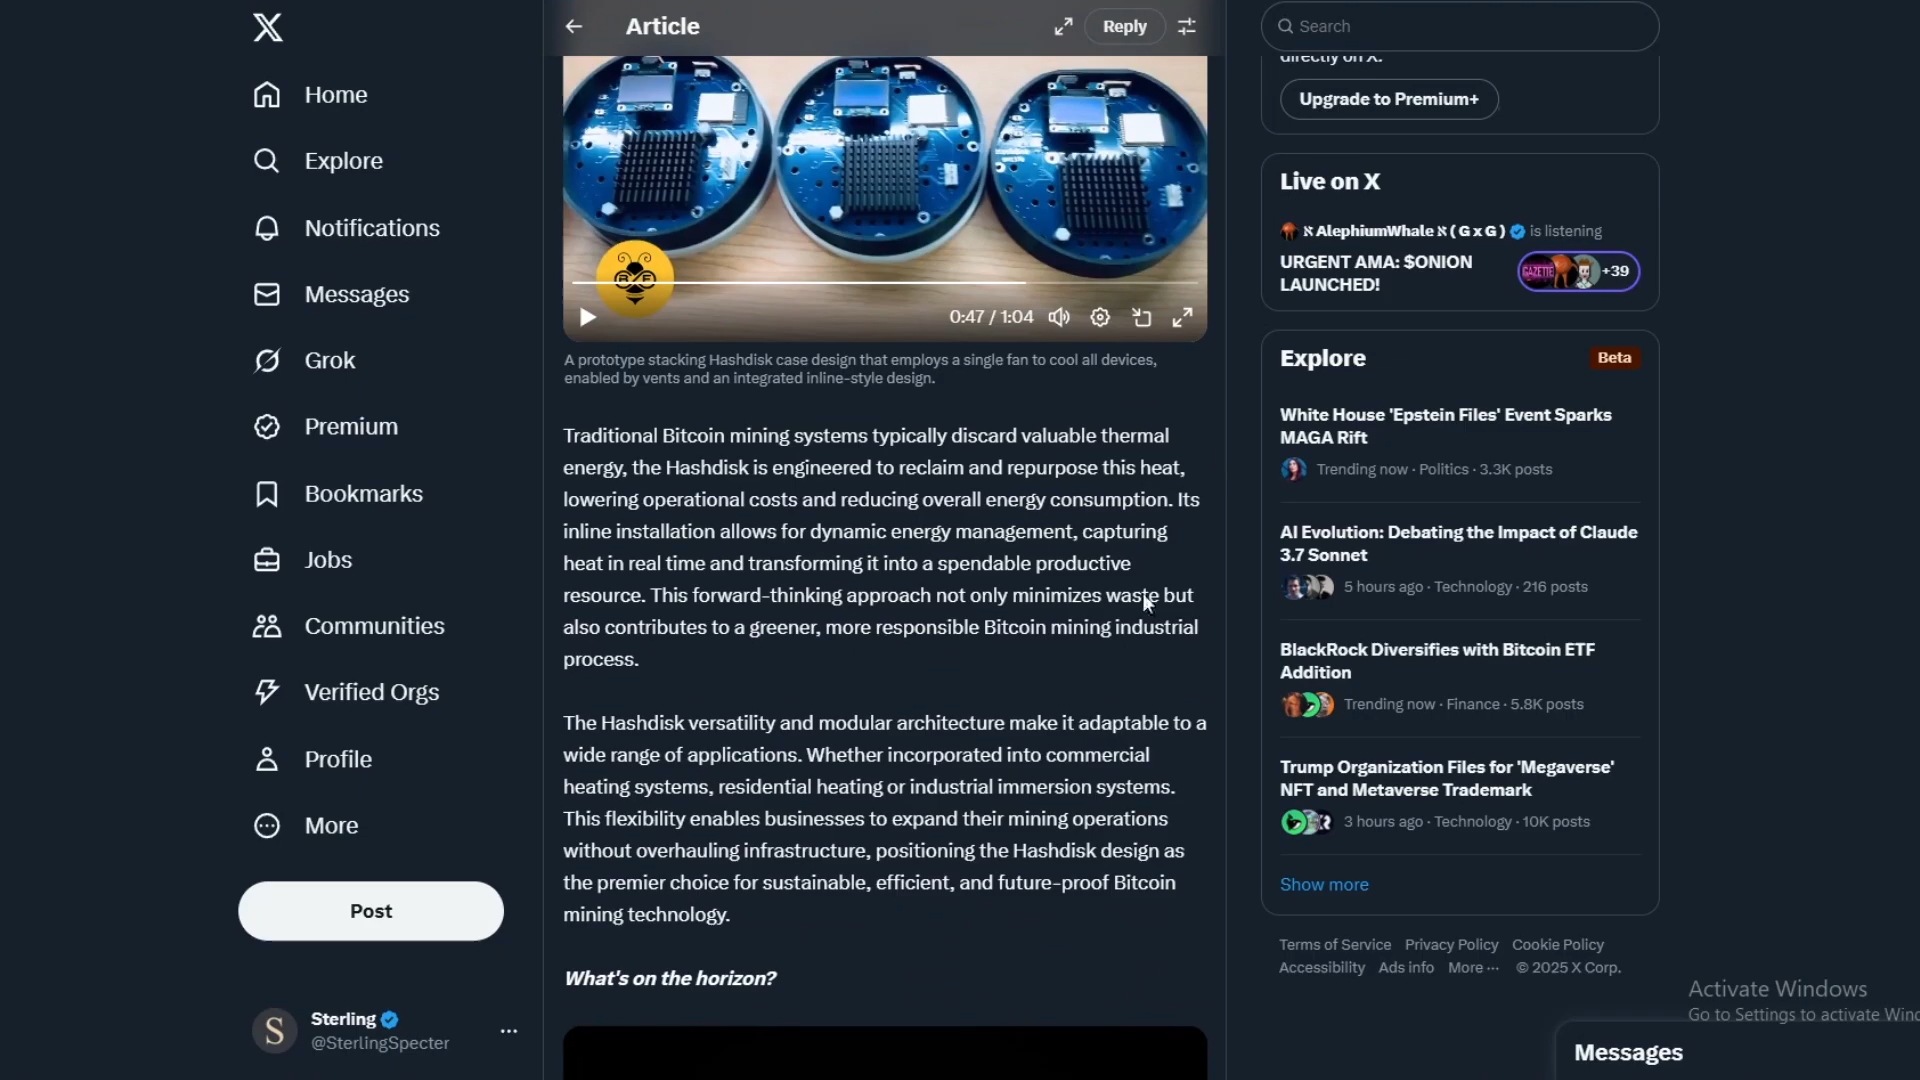 Home
Explore
Notifications
Messages
Grok
Premium
Bookmarks
Jobs
Communities
Verified Orgs
Profile
More
Post
Sterling
@SterlingSpecter
Article
Reply
0:47 / 1:04
A prototype stacking Hashdisk case design that employs a single fan to cool all devices,
enabled by vents and an integrated inline-style design.
Traditional Bitcoin mining systems typically discard valuable thermal
energy, the Hashdisk is engineered to reclaim and repurpose this heat,
lowering operational costs and reducing overall energy consumption. Its
inline installation allows for dynamic energy management, capturing
heat in real time and transforming it into a spendable productive
resource. This forward-thinking approach not only minimizes waste but
also contributes to a greener, more responsible Bitcoin mining industrial
process.
The Hashdisk versatility and modular architecture make it adaptable to a
wide range of applications. Whether incorporated into commercial
heating systems, residential heating or industrial immersion systems.
This flexibility enables businesses to expand their mining operations
without overhauling infrastructure, positioning the Hashdisk design as
the premier choice for sustainable, efficient, and future-proof Bitcoin
mining technology.
What's on the horizon?
Search
directly on X.
Upgrade to Premium+
Live on X
ℵ AlephiumWhale ℵ ( G x G ) is listening
URGENT AMA: $ONION
LAUNCHED!
GAZETTE
+39
Explore
Beta
White House 'Epstein Files' Event Sparks
MAGA Rift
Trending now · Politics · 3.3K posts
AI Evolution: Debating the Impact of Claude
3.7 Sonnet
5 hours ago · Technology · 216 posts
BlackRock Diversifies with Bitcoin ETF
Addition
Trending now · Finance · 5.8K posts
Trump Organization Files for 'Megaverse'
NFT and Metaverse Trademark
3 hours ago · Technology · 10K posts
Show more
Terms of Service Privacy Policy Cookie Policy
Accessibility Ads info More ··· © 2025 X Corp.
Activate Windows
Go to Settings to activate
Messages